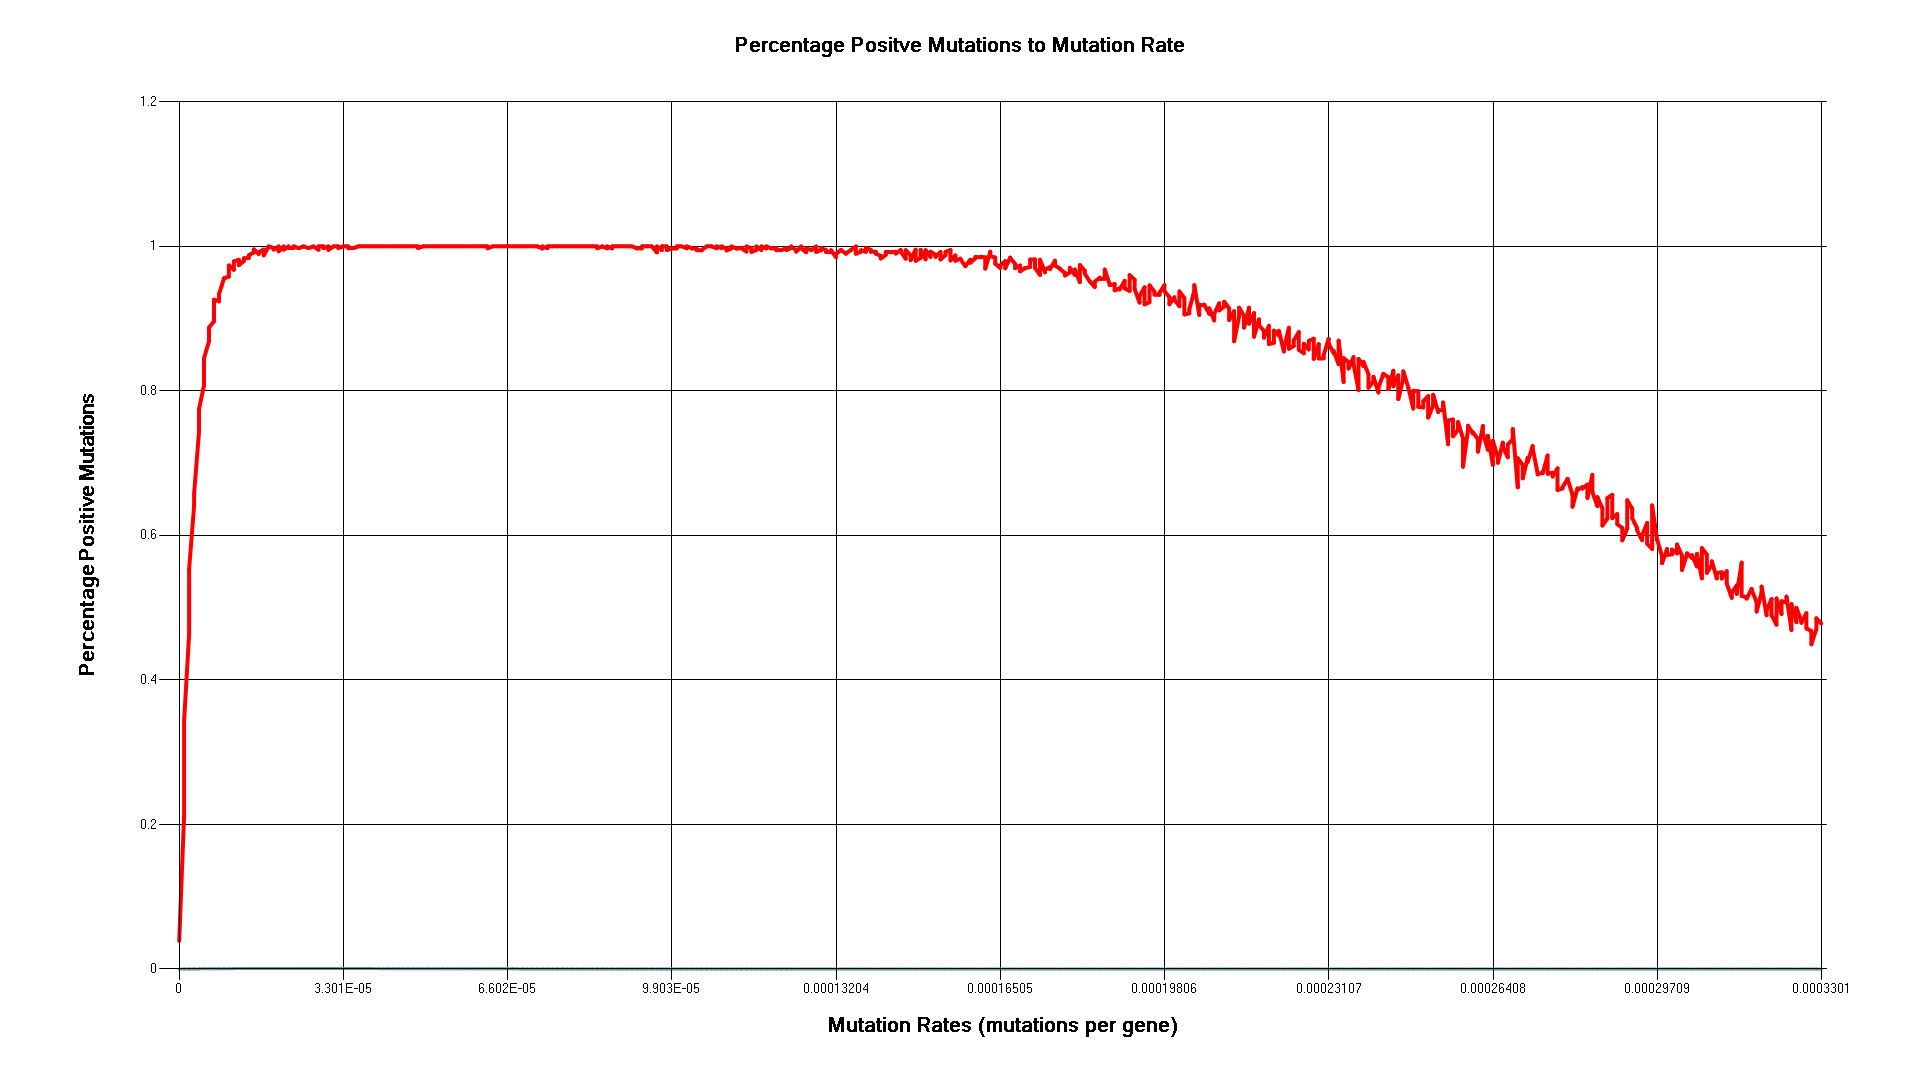 Percentage Positve Mutations to Mutation Rate
Percentage Positive Mutations
1.2
1
0.8
0.6
0.4
0.2
0
0 3.301E-05 6.602E-05 9.903E-05 0.00013204 0.00016505 0.00019806 0.00023107 0.00026408 0.00029709 0.0003301
Mutation Rates (mutations per gene)